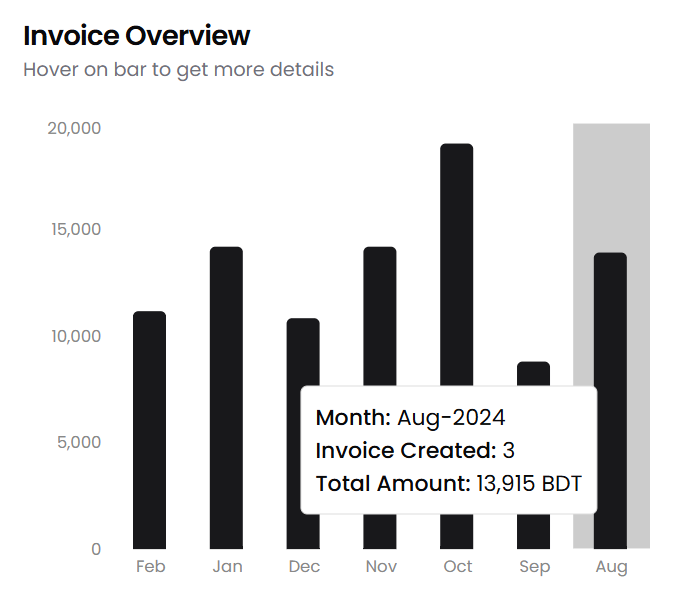 Invoice Overview
Hover on bar to get more details
20,000
15,000
10,000
5,000
0
Month: Aug-2024
Invoice Created: 3
Total Amount: 13,915 BDT
Feb Jan Dec Nov Oct Sep Aug